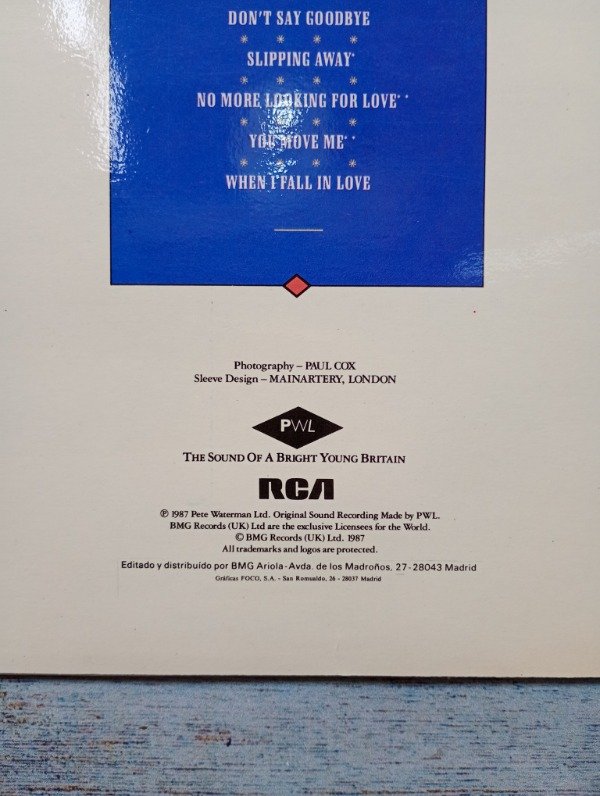 DON'T SAY GOODBYE
SLIPPING AWAY*
NO MORE LOOKING FOR LOVE**
YOU MOVE ME**
WHEN I FALL IN LOVE
Photography – PAUL COX
Sleeve Design – MAINARTERY, LONDON
PWL
THE SOUND OF A BRIGHT YOUNG BRITAIN
RCA
℗ 1987 Pete Waterman Ltd. Original Sound Recording Made by PWL.
BMG Records (UK) Ltd are the exclusive Licensees for the World.
© BMG Records (UK) Ltd. 1987
All trademarks and logos are protected.
Editado y distribuído por BMG Ariola-Avda. de los Madroños, 27-28043 Madrid
Gráficas FOCO, S.A. - San Romualdo, 26 - 28037 Madrid